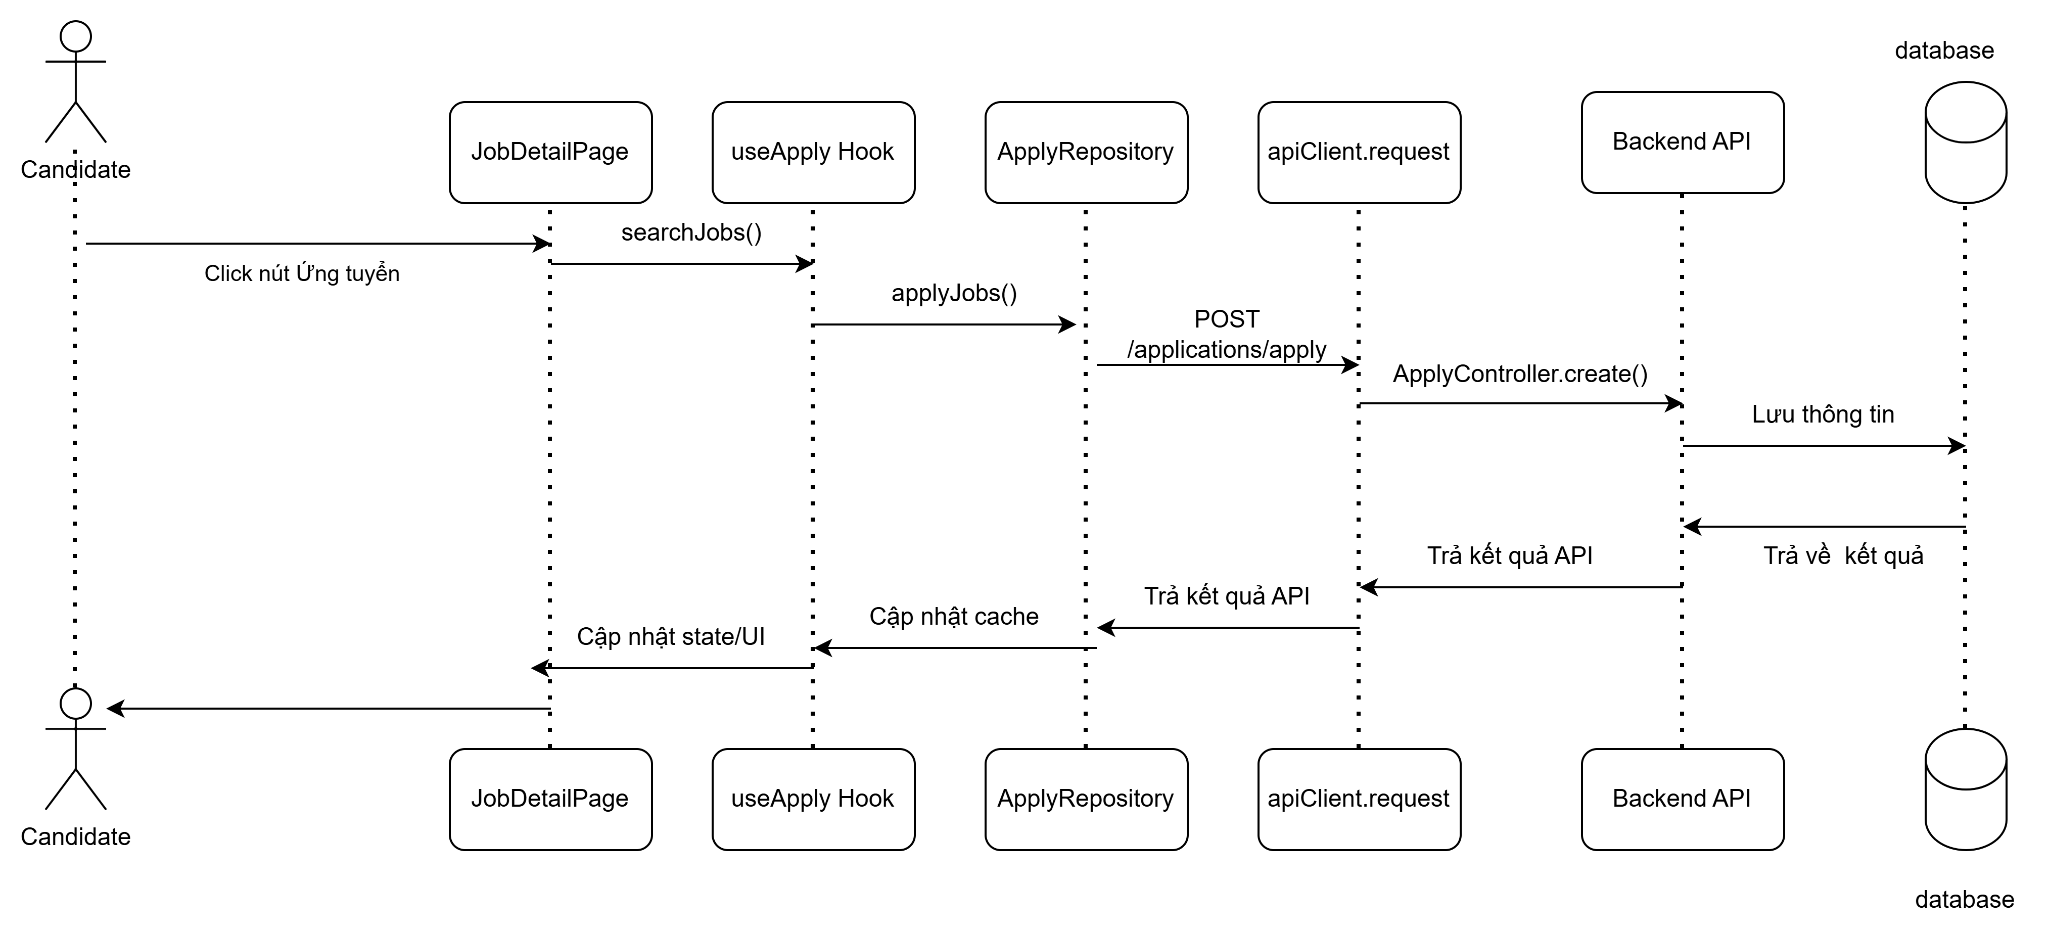 database
Candidate
JobDetailPage
useApply Hook
ApplyRepository
apiClient.request
Backend API
searchJobs()
Click nút Ứng tuyển
applyJobs()
POST
/applications/apply
ApplyController.create()
Lưu thông tin
Trả về  kết quả
Trả kết quả API
Trả kết quả API
Cập nhật cache
Cập nhật state/UI
Candidate
JobDetailPage
useApply Hook
ApplyRepository
apiClient.request
Backend API
database